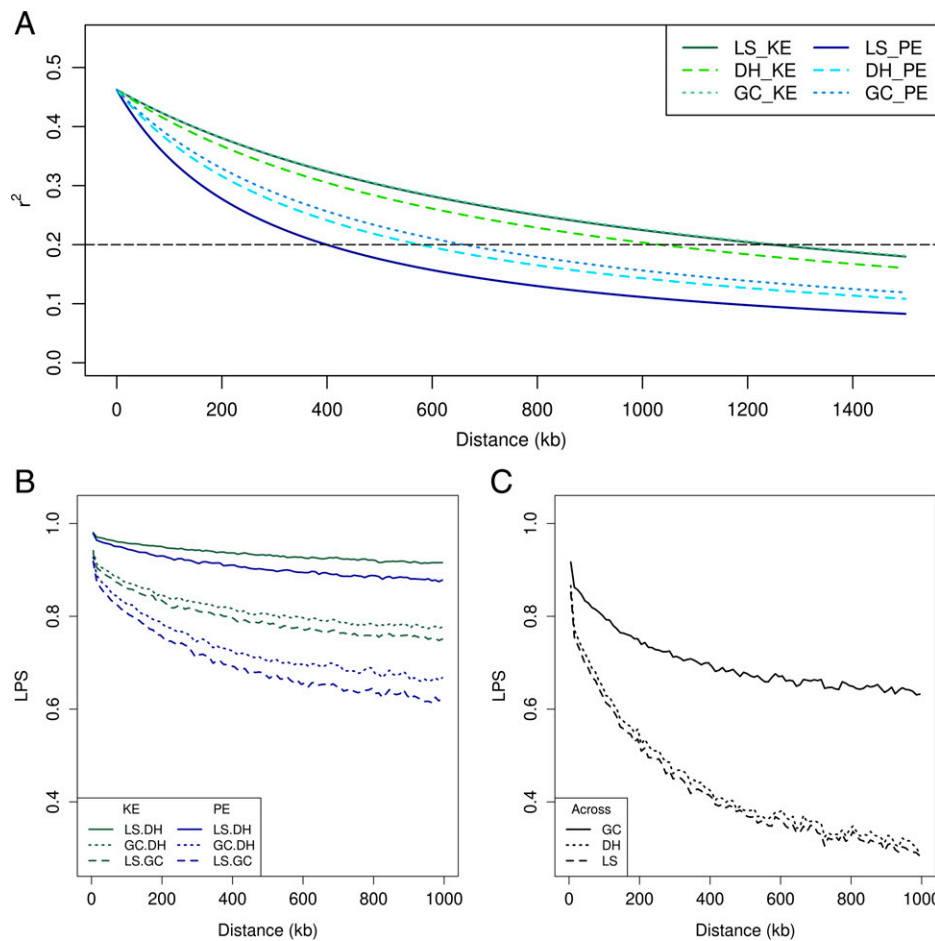 A
LS_KE LS_PE
DH_KE DH_PE
GC_KE GC_PE
0.5
0.4
0.3
0.2
0.1
0.0
r2
0 200 400 600 800 1000 1200 1400
Distance (kb)
B
1.0
0.8
0.6
0.4
LPS
KE PE
LS.DH LS.DH
GC.DH GC.DH
LS.GC LS.GC
0 200 400 600 800 1000
Distance (kb)
C
1.0
0.8
0.6
0.4
LPS
Across
GC
DH
LS
0 200 400 600 800 1000
Distance (kb)